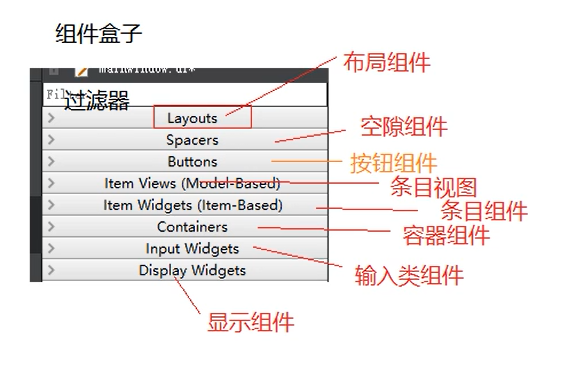 组件盒子
mainwindow.ui*
过滤器
布局组件
Layouts
空隙组件
Spacers
按钮组件
Buttons
条目视图
Item Views (Model-Based)
条目组件
Item Widgets (Item-Based)
容器组件
Containers
输入类组件
Input Widgets
Display Widgets
显示组件